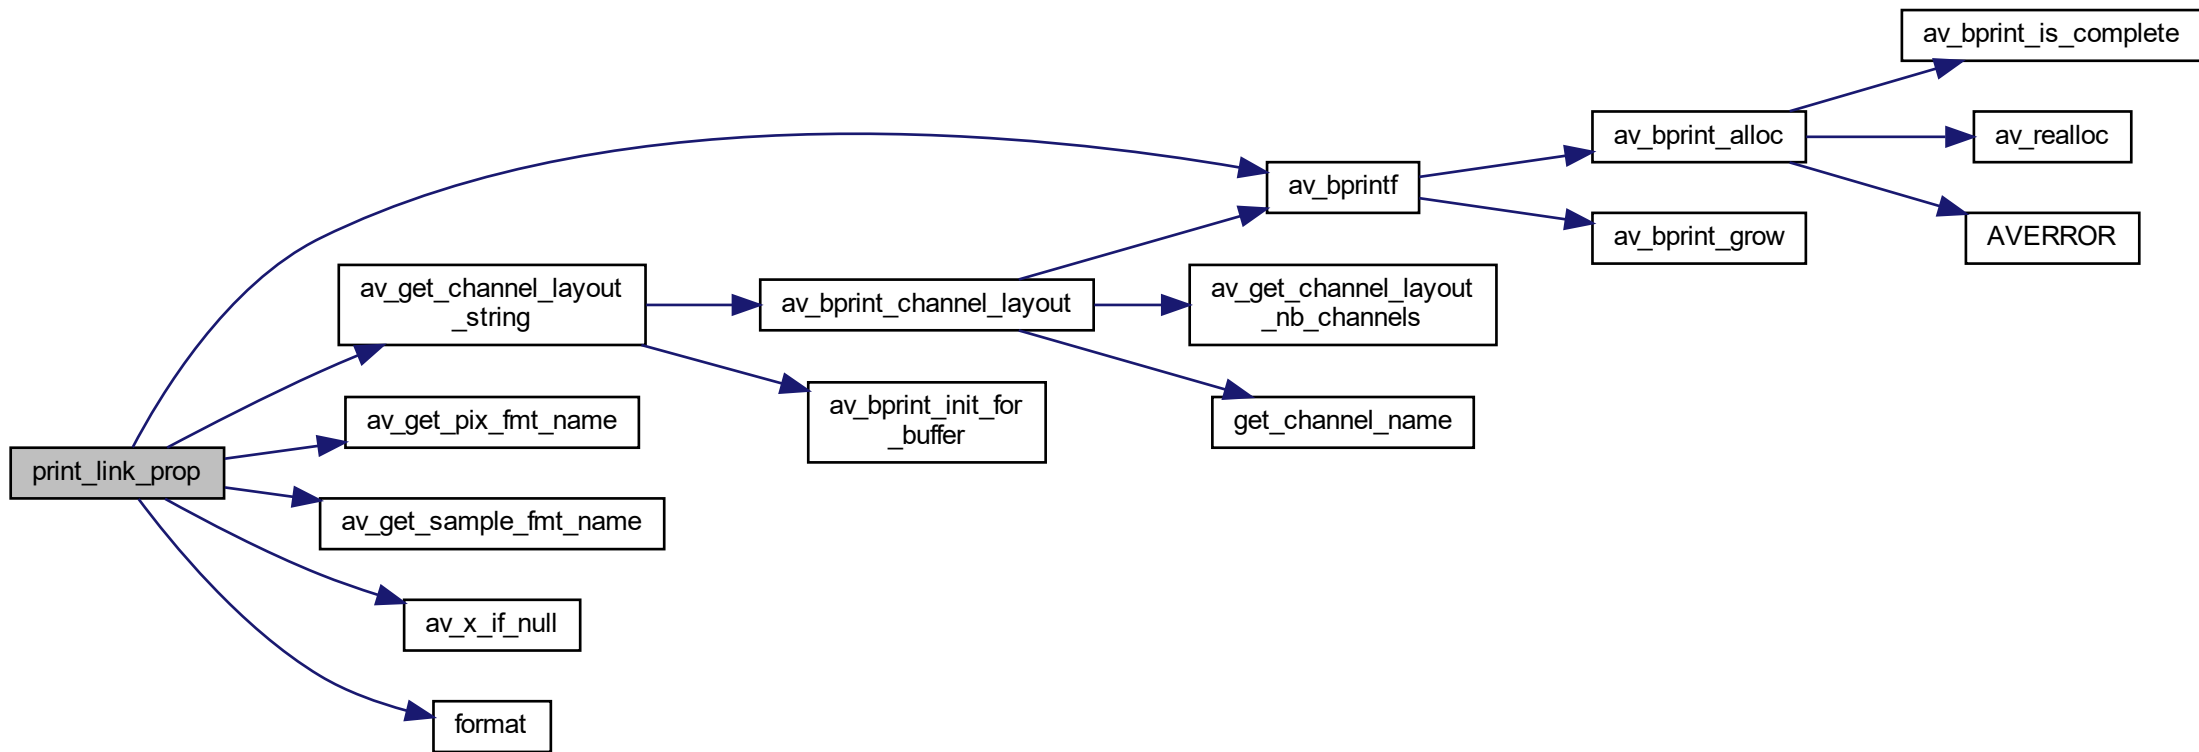 av_bprint_is_complete
av_bprint_alloc
av_realloc
av_bprintf
av_bprint_grow
AVERROR
av_get_channel_layout
_string
av_bprint_channel_layout
av_get_channel_layout
_nb_channels
av_get_pix_fmt_name
av_bprint_init_for
_buffer
get_channel_name
print_link_prop
av_get_sample_fmt_name
av_x_if_null
format